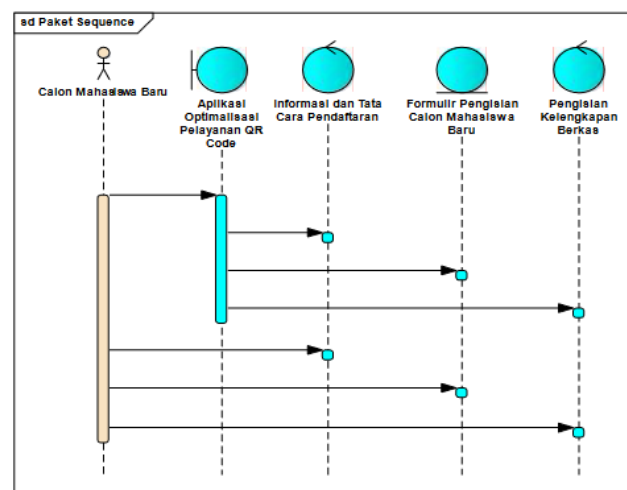 sd Paket Sequence
Calon Mahasiswa Baru
Aplikasi
Optimalisasi
Pelayanan QR
Code
Informasi dan Tata
Cara Pendaftaran
Formulir Pengisian
Calon Mahasiswa
Baru
Pengisian
Kelengkapan
Berkas